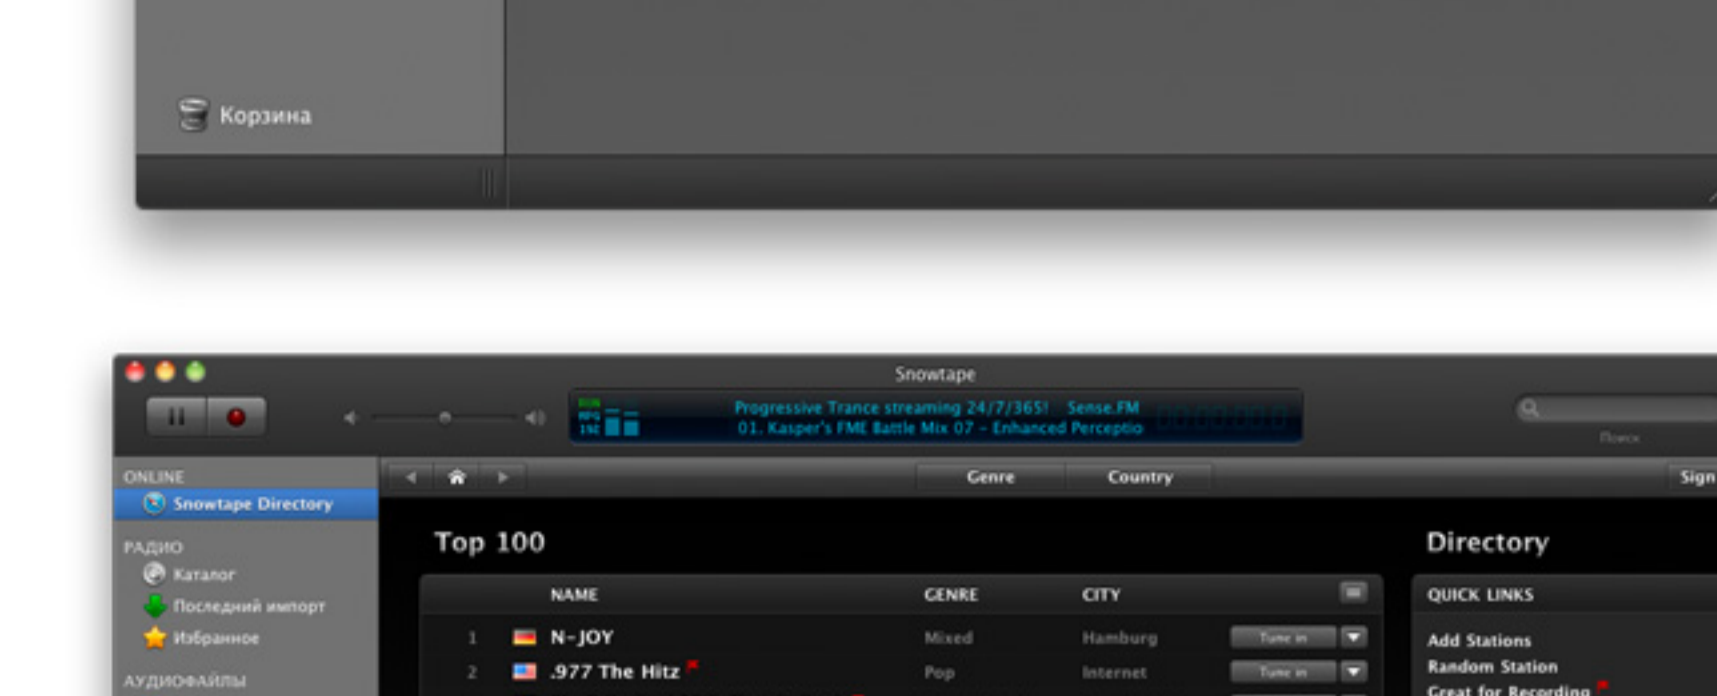 Корзина
Snowtape
Progressive Trance streaming 24/7/365! Sense.FM
01. Kasper's FME Battle Mix 07 - Enhanced Perceptio
192
Поиск
ONLINE
Genre Country Sign
Snowtape Directory
Top 100 Directory
РАДИО
Каталог
NAME GENRE CITY QUICK LINKS
Последний импорт
Избранное
1 N-JOY Mixed Hamburg Tune in Add Stations
Random Station
2 .977 The Hitz Pop Internet Tune in
АУДИОФАЙЛЫ
Great for Recording